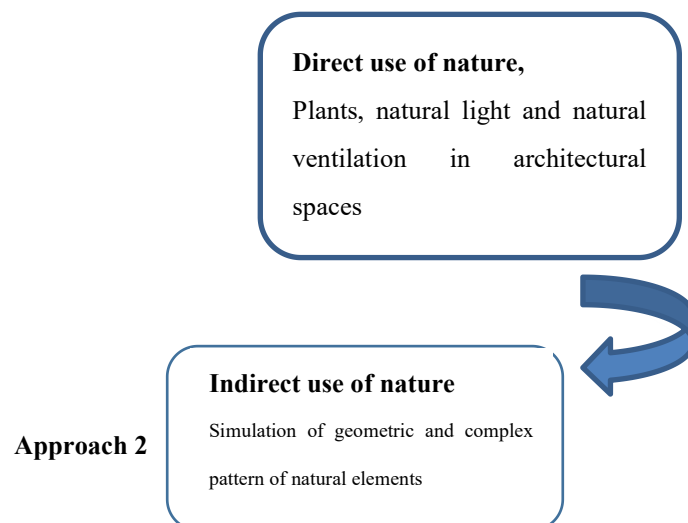 Direct use of nature,
Plants, natural light and natural
ventilation in architectural
spaces
Indirect use of nature
Simulation of geometric and complex
Approach 2
pattern of natural elements